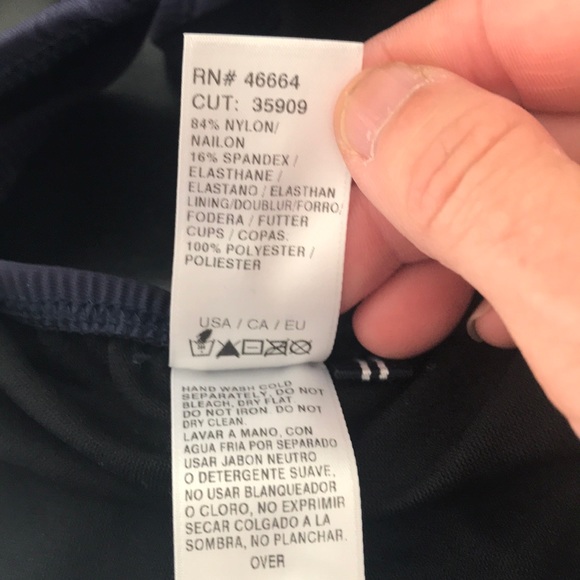 RN# 46664
CUT: 35909
84% NYLON/
NAILON
16% SPANDEX /
ELASTHANE /
ELASTANO / ELASTHAN
LINING/DOUBLUR/FORRO/
FODERA / FUTTER
CUPS / COPAS.
100% POLYESTER /
POLIESTER
USA / CA / EU
HAND WASH COLD
SEPARATELY, DO NOT
BLEACH, DRY FLAT
DO NOT IRON. DO NOT
DRY CLEAN.
LAVAR A MANO, CON
AGUA FRIA POR SEPARADO
USAR JABON NEUTRO
O DETERGENTE SUAVE,
NO USAR BLANQUEADOR
O CLORO, NO EXPRIMIR
SECAR COLGADO A LA
SOMBRA, NO PLANCHAR.
OVER